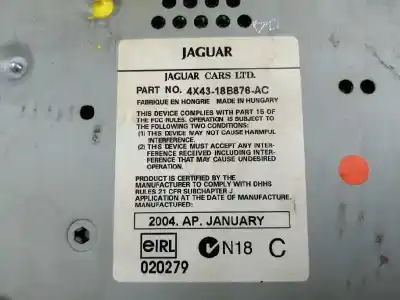 JAGUAR
JAGUAR CARS LTD.
PART NO. 4X43-18B876-AC
FABRIQUE EN HONGRIE MADE IN HUNGARY
THIS DEVICE COMPLIES WITH PART 15 OF
THE FCC RULES. OPERATION IS SUBJECT TO
THE FOLLOWING TWO CONDITIONS:
(1) THIS DEVICE MAY NOT CAUSE HARMFUL
INTERFERENCE.
(2) THIS DEVICE MUST ACCEPT ANY INTER-
FERENCE RECEIVED INCLUDING INTER-
FERENCE THAT MAY CAUSE UNDESIRED
OPERATION.
PRODUCT IS CERTIFIED BY THE
MANUFACTURER TO COMPLY WITH DHHS
RULES 21 CFR SUBCHAPTER J.
APPLICATION AT THE DATE OF MANUFACTURE.
MANUFACTURED:
2004. AP. JANUARY
eIRL N18 C
020279